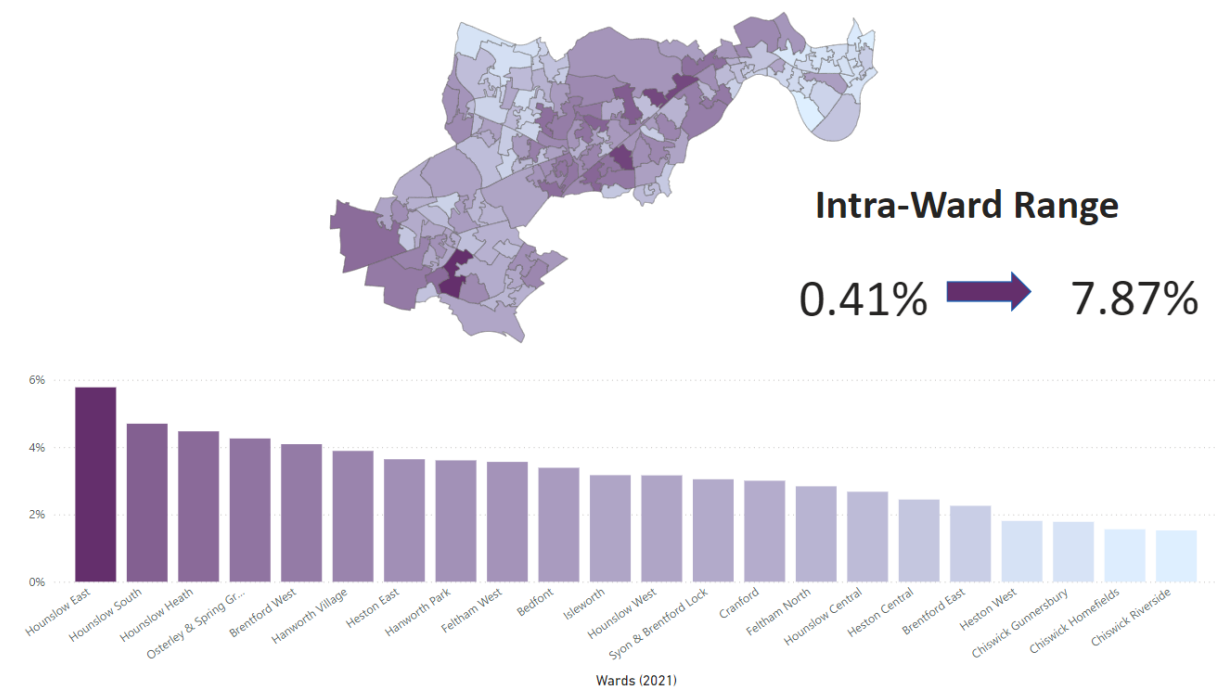 Intra-Ward Range
0.41%
7.87%
6%
4%
2%
0%
Hounslow East
Hounslow South
Hounslow Heath
Osterley & Spring Gr...
Brentford West
Hanworth Village
Heston East
Hanworth Park
Feltham West
Bedfont
Isleworth
Hounslow West
Syon & Brentford Lock
Cranford
Feltham North
Hounslow Central
Heston Central
Brentford East
Heston West
Chiswick Gunnersbury
Chiswick Homefields
Chiswick Riverside
Wards (2021)